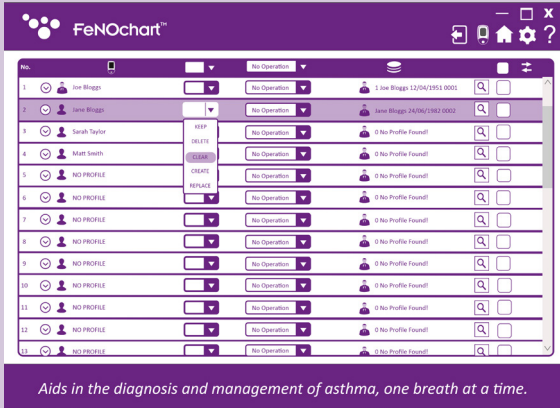 FeNOchart™
No. No Operation
1 Joe Bloggs No Operation 1 Joe Bloggs 12/04/1951 0001
2 Jane Bloggs Jane Bloggs 24/06/1982 0002
3 Sarah Taylor KEEP No Operation 0 No Profile Found!
DELETE
4 Matt Smith CLEAR No Operation 0 No Profile Found!
5 NO PROFILE CREATE No Operation 0 No Profile Found!
REPLACE
6 NO PROFILE No Operation 0 No Profile Found!
7 NO PROFILE No Operation 0 No Profile Found!
8 NO PROFILE No Operation 0 No Profile Found!
9 NO PROFILE No Operation 0 No Profile Found!
10 NO PROFILE No Operation 0 No Profile Found!
11 NO PROFILE No Operation 0 No Profile Found!
12 NO PROFILE No Operation 0 No Profile Found!
13 NO PROFILE No Operation 0 No Profile Found!
Aids in the diagnosis and management of asthma, one breath at a time.